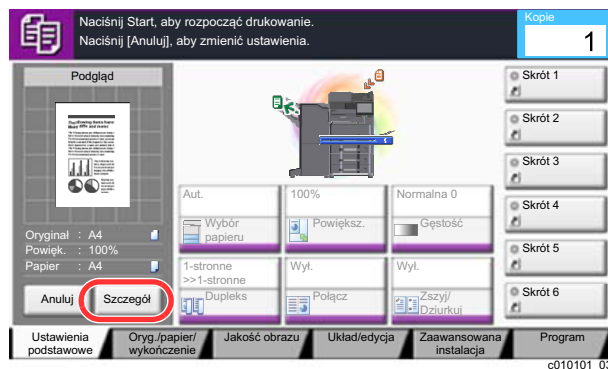 Naciśnij Start, aby rozpocząć drukowanie.
Naciśnij [Anuluj], aby zmienić ustawienia.
Kopie
1
Podgląd
Oryginał : A4
Powięk. : 100%
Papier : A4
Anuluj
Szczegół
Aut.
Wybór
papieru
100%
Powiększ.
Normalna 0
Gęstość
1-stronne
>>1-stronne
Dupleks
Wył.
Połącz
Wył.
Zszyj/
Dziurkuj
Skrót 1
Skrót 2
Skrót 3
Skrót 4
Skrót 5
Skrót 6
Ustawienia
podstawowe
Oryg./papier/
wykończenie
Jakość obrazu
Układ/edycja
Zaawansowana
instalacja
Program